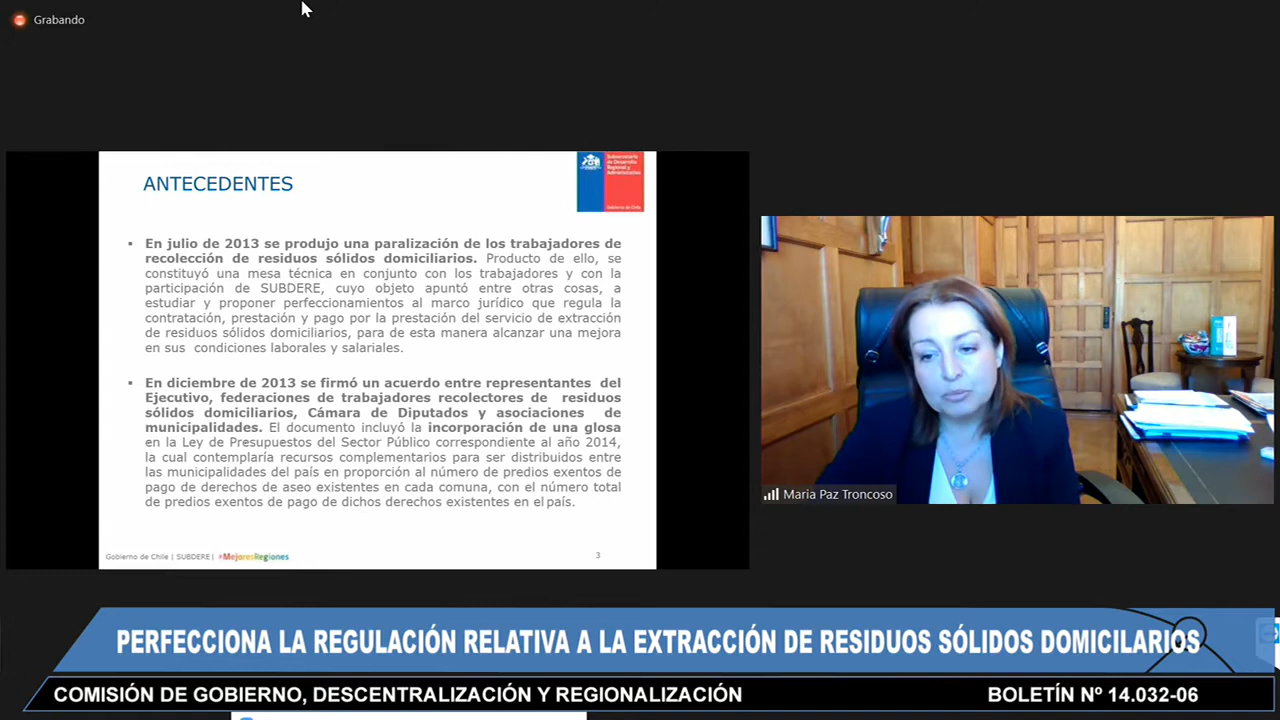 Grabando
ANTECEDENTES
Subsecretaría
de Desarrollo
Regional y
Administrativo
Gobierno de Chile
▪ En julio de 2013 se produjo una paralización de los trabajadores de
recolección de residuos sólidos domiciliarios. Producto de ello, se
constituyó una mesa técnica en conjunto con los trabajadores y con la
participación de SUBDERE, cuyo objeto apuntó entre otras cosas, a
estudiar y proponer perfeccionamientos al marco jurídico que regula la
contratación, prestación y pago por la prestación del servicio de extracción
de residuos sólidos domiciliarios, para de esta manera alcanzar una mejora
en sus condiciones laborales y salariales.
▪ En diciembre de 2013 se firmó un acuerdo entre representantes del
Ejecutivo, federaciones de trabajadores recolectores de residuos
sólidos domiciliarios, Cámara de Diputados y asociaciones de
municipalidades. El documento incluyó la incorporación de una glosa
en la Ley de Presupuestos del Sector Público correspondiente al año 2014,
la cual contemplaría recursos complementarios para ser distribuidos entre
las municipalidades del país en proporción al número de predios exentos de
pago de derechos de aseo existentes en cada comuna, con el número total
de predios exentos de pago de dichos derechos existentes en el país.
Gobierno de Chile | SUBDERE | #MejoresRegiones
3
Maria Paz Troncoso
PERFECCIONA LA REGULACIÓN RELATIVA A LA EXTRACCIÓN DE RESIDUOS SÓLIDOS DOMICILARIOS
COMISIÓN DE GOBIERNO, DESCENTRALIZACIÓN Y REGIONALIZACIÓN
BOLETÍN Nº 14.032-06